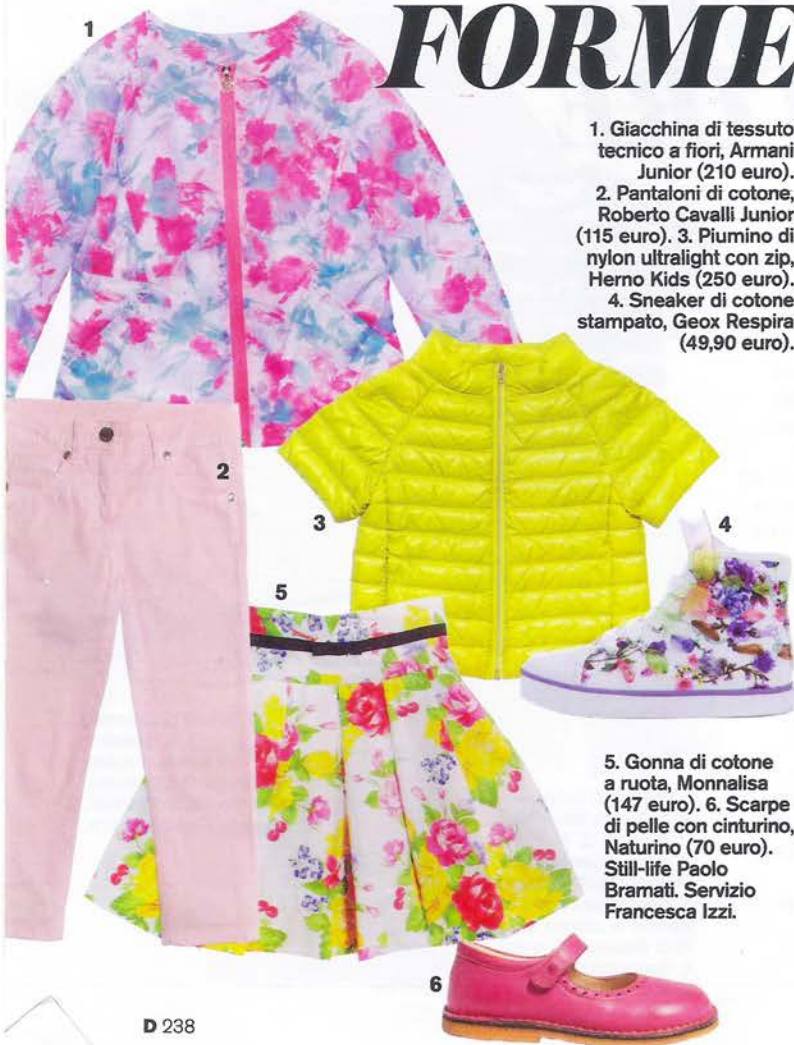 FORME
1
1. Giacchina di tessuto
tecnico a fiori, Armani
Junior (210 euro).
2. Pantaloni di cotone,
Roberto Cavalli Junior
(115 euro). 3. Piumino di
nylon ultralight con zip,
Herno Kids (250 euro).
4. Sneaker di cotone
stampato, Geox Respira
(49,90 euro).
2
3
4
5
5. Gonna di cotone
a ruota, Monnalisa
(147 euro). 6. Scarpe
di pelle con cinturino,
Naturino (70 euro).
Still-life Paolo
Bramati. Servizio
Francesca Izzi.
6
D 238